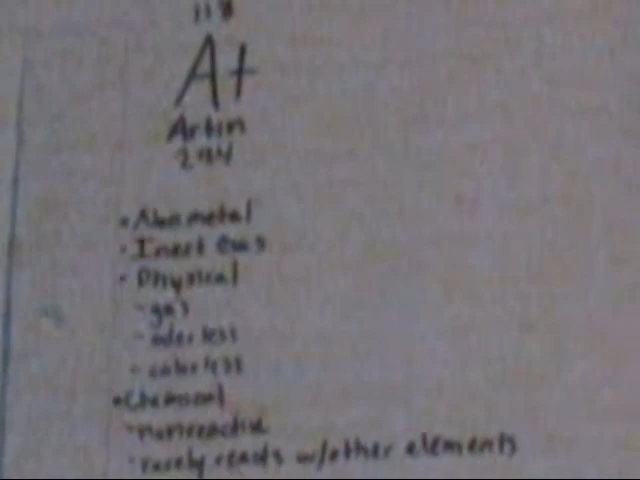 118
At
Artin
294
• Nonmetal
• Inert Gas
• Physical
- gas
- oderless
- colorless
• Chemical
- nonreactive
- rarely reacts w/other elements